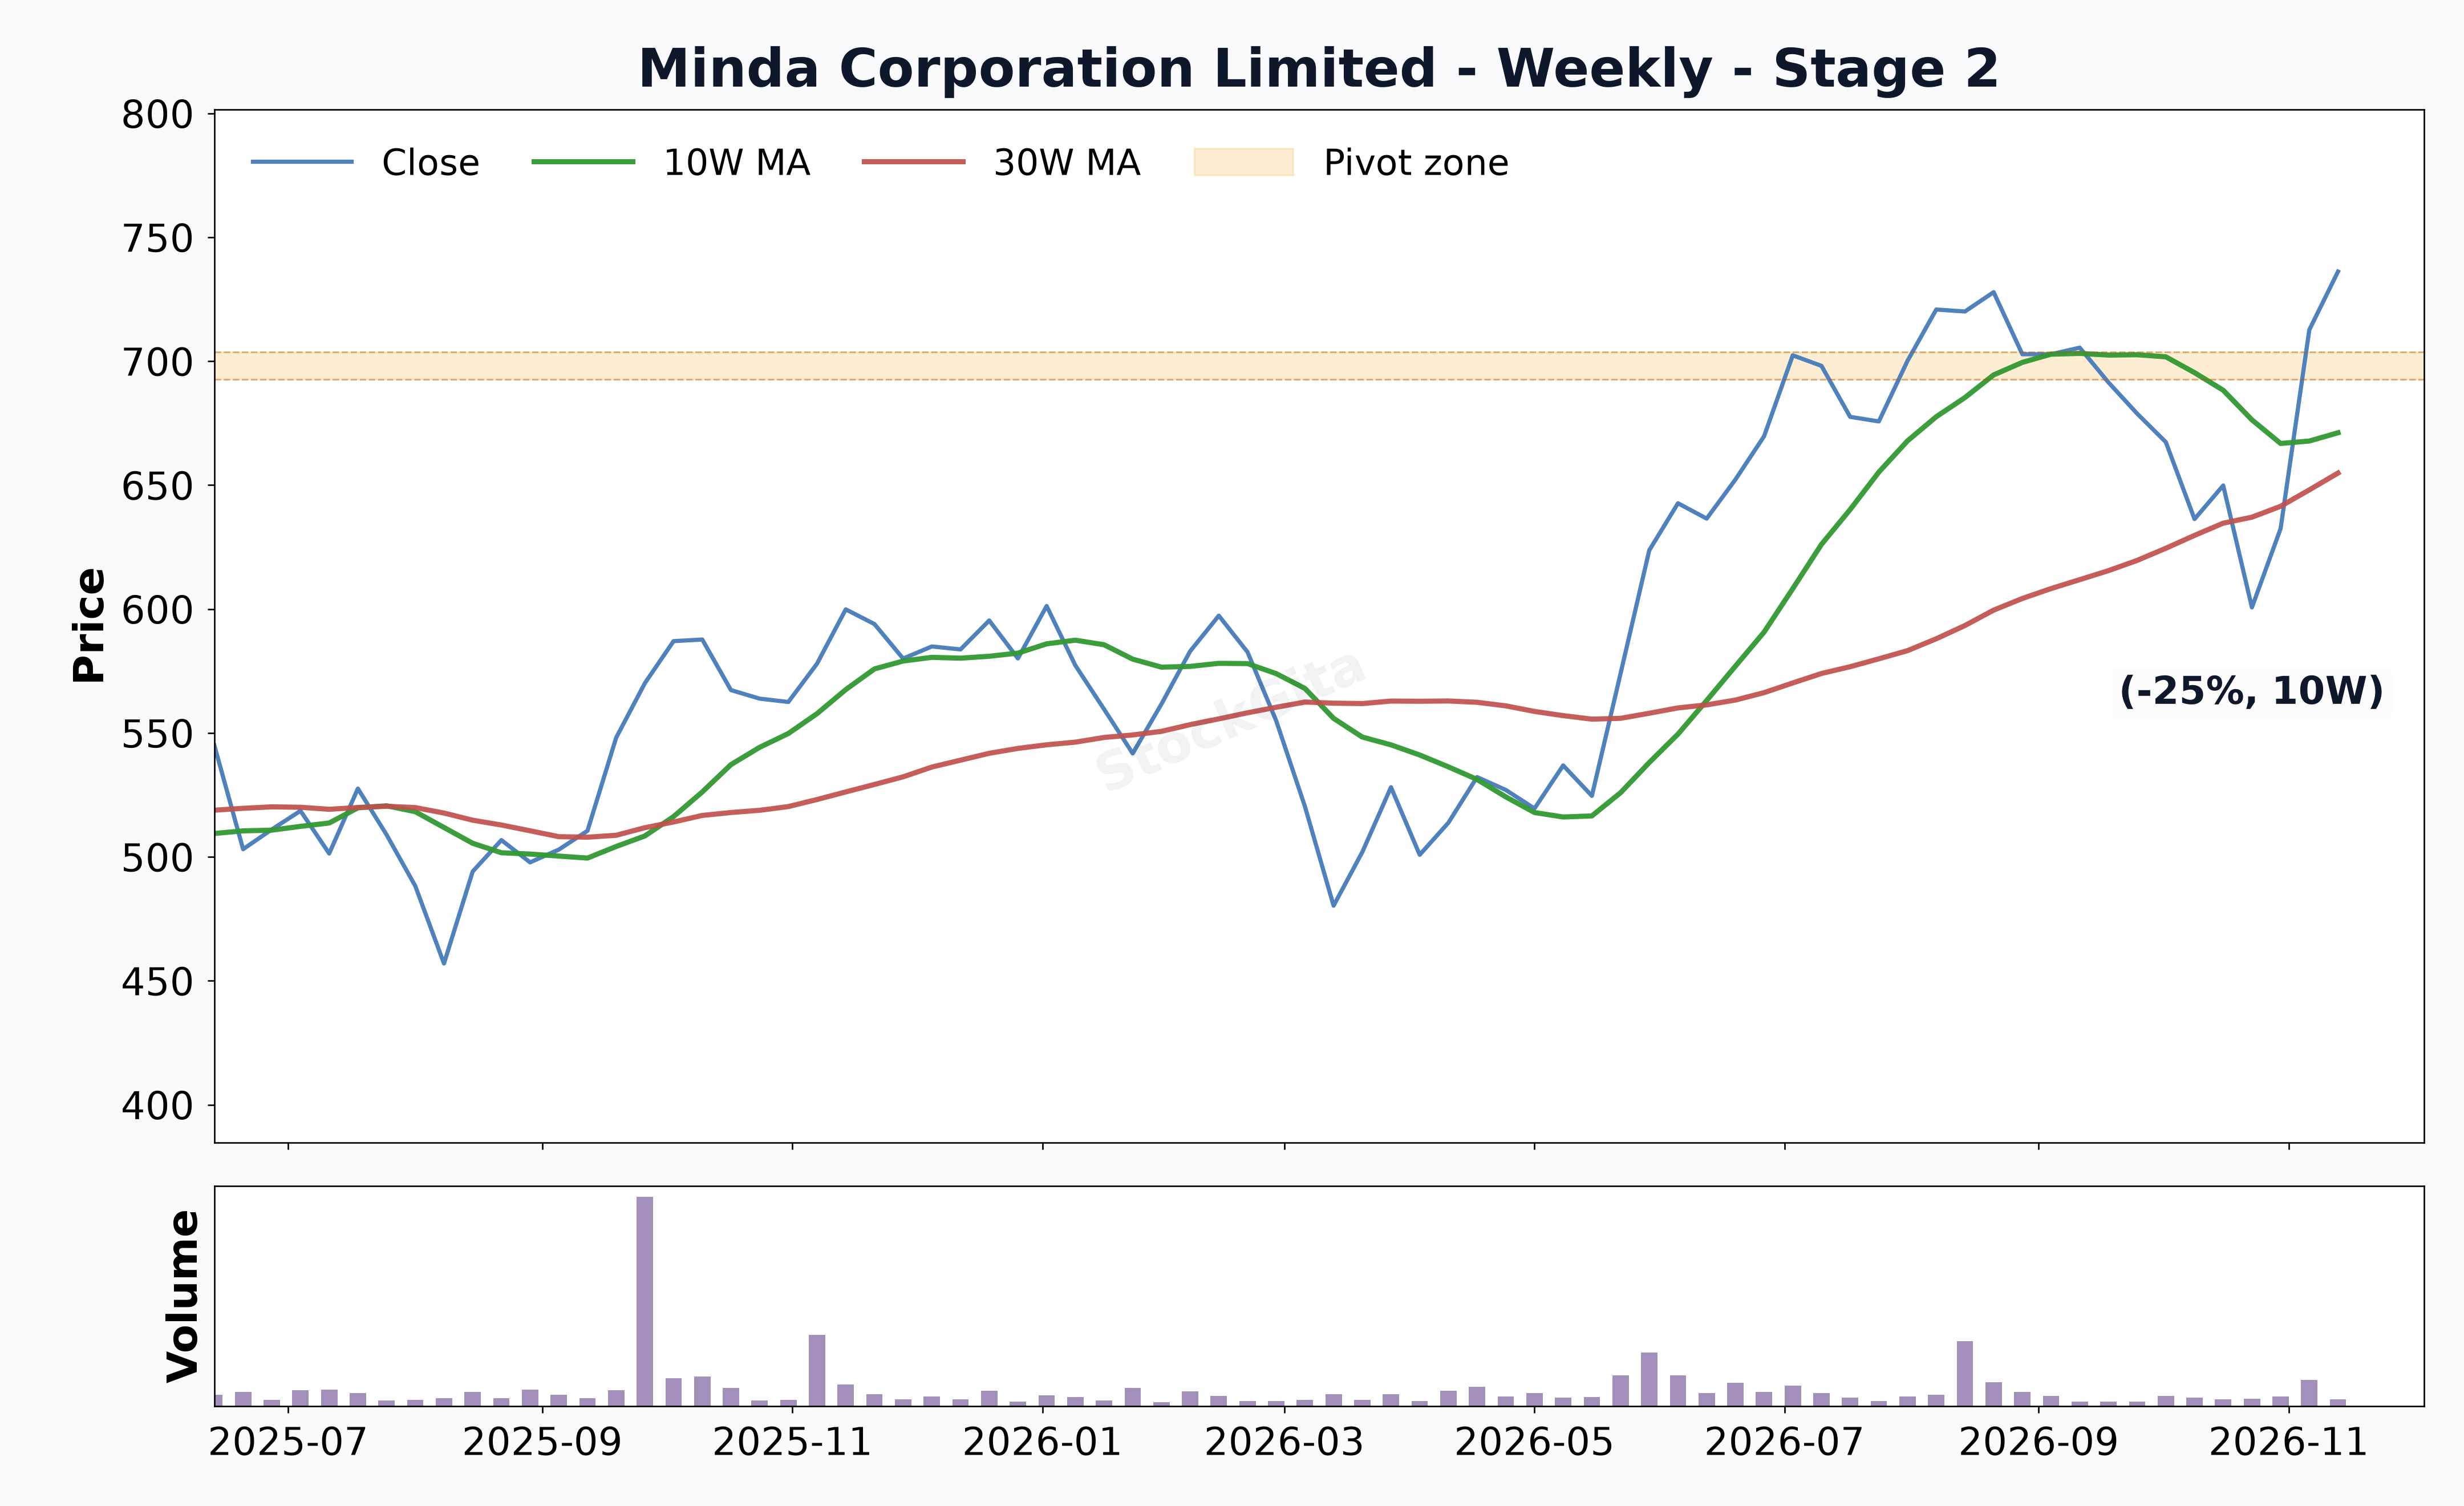 Minda Corporation Limited - Weekly - Stage 2
Close 10W MA 30W MA Pivot zone
800
750
700
650
600
550
500
450
400
Price
StockGita
(-25%, 10W)
Volume
2025-07 2025-09 2025-11 2026-01 2026-03 2026-05 2026-07 2026-09 2026-11